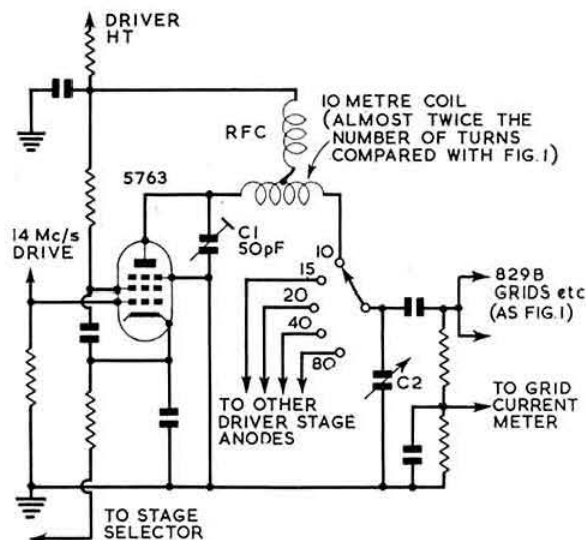 DRIVER
HT
10 METRE COIL
(ALMOST TWICE THE
NUMBER OF TURNS
COMPARED WITH FIG.1)
RFC
5763
C1
50pF
14 Mc/s
DRIVE
10
15
20
40
80
829B
GRIDS etc
(AS FIG.1)
C2
TO OTHER
DRIVER STAGE
ANODES
TO GRID
CURRENT
METER
TO STAGE
SELECTOR